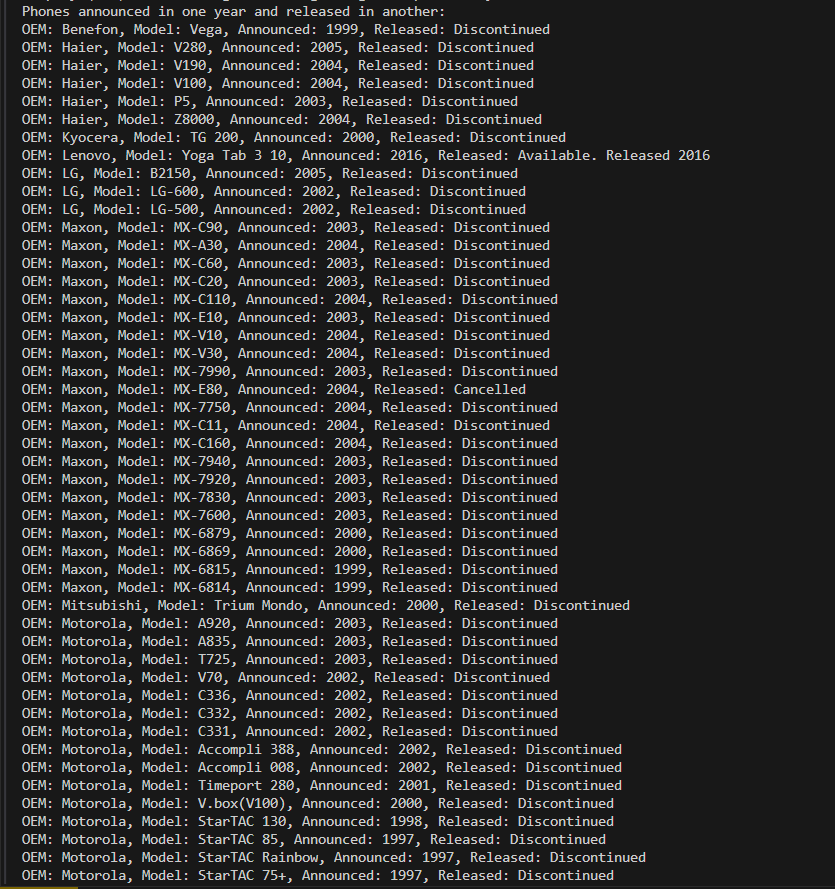 Phones announced in one year and released in another:
OEM: Benefon, Model: Vega, Announced: 1999, Released: Discontinued
OEM: Haier, Model: V280, Announced: 2005, Released: Discontinued
OEM: Haier, Model: V190, Announced: 2004, Released: Discontinued
OEM: Haier, Model: V100, Announced: 2004, Released: Discontinued
OEM: Haier, Model: P5, Announced: 2003, Released: Discontinued
OEM: Haier, Model: Z8000, Announced: 2004, Released: Discontinued
OEM: Kyocera, Model: TG 200, Announced: 2000, Released: Discontinued
OEM: Lenovo, Model: Yoga Tab 3 10, Announced: 2016, Released: Available. Released 2016
OEM: LG, Model: B2150, Announced: 2005, Released: Discontinued
OEM: LG, Model: LG-600, Announced: 2002, Released: Discontinued
OEM: LG, Model: LG-500, Announced: 2002, Released: Discontinued
OEM: Maxon, Model: MX-C90, Announced: 2003, Released: Discontinued
OEM: Maxon, Model: MX-A30, Announced: 2004, Released: Discontinued
OEM: Maxon, Model: MX-C60, Announced: 2003, Released: Discontinued
OEM: Maxon, Model: MX-C20, Announced: 2003, Released: Discontinued
OEM: Maxon, Model: MX-C110, Announced: 2004, Released: Discontinued
OEM: Maxon, Model: MX-E10, Announced: 2003, Released: Discontinued
OEM: Maxon, Model: MX-V10, Announced: 2004, Released: Discontinued
OEM: Maxon, Model: MX-V30, Announced: 2004, Released: Discontinued
OEM: Maxon, Model: MX-7990, Announced: 2003, Released: Discontinued
OEM: Maxon, Model: MX-E80, Announced: 2004, Released: Cancelled
OEM: Maxon, Model: MX-7750, Announced: 2004, Released: Discontinued
OEM: Maxon, Model: MX-C11, Announced: 2004, Released: Discontinued
OEM: Maxon, Model: MX-C160, Announced: 2004, Released: Discontinued
OEM: Maxon, Model: MX-7940, Announced: 2003, Released: Discontinued
OEM: Maxon, Model: MX-7920, Announced: 2003, Released: Discontinued
OEM: Maxon, Model: MX-7830, Announced: 2003, Released: Discontinued
OEM: Maxon, Model: MX-7600, Announced: 2003, Released: Discontinued
OEM: Maxon, Model: MX-6879, Announced: 2000, Released: Discontinued
OEM: Maxon, Model: MX-6869, Announced: 2000, Released: Discontinued
OEM: Maxon, Model: MX-6815, Announced: 1999, Released: Discontinued
OEM: Maxon, Model: MX-6814, Announced: 1999, Released: Discontinued
OEM: Mitsubishi, Model: Trium Mondo, Announced: 2000, Released: Discontinued
OEM: Motorola, Model: A920, Announced: 2003, Released: Discontinued
OEM: Motorola, Model: A835, Announced: 2003, Released: Discontinued
OEM: Motorola, Model: T725, Announced: 2003, Released: Discontinued
OEM: Motorola, Model: V70, Announced: 2002, Released: Discontinued
OEM: Motorola, Model: C336, Announced: 2002, Released: Discontinued
OEM: Motorola, Model: C332, Announced: 2002, Released: Discontinued
OEM: Motorola, Model: C331, Announced: 2002, Released: Discontinued
OEM: Motorola, Model: Accompli 388, Announced: 2002, Released: Discontinued
OEM: Motorola, Model: Accompli 008, Announced: 2002, Released: Discontinued
OEM: Motorola, Model: Timeport 280, Announced: 2001, Released: Discontinued
OEM: Motorola, Model: V.box(V100), Announced: 2000, Released: Discontinued
OEM: Motorola, Model: StarTAC 130, Announced: 1998, Released: Discontinued
OEM: Motorola, Model: StarTAC 85, Announced: 1997, Released: Discontinued
OEM: Motorola, Model: StarTAC Rainbow, Announced: 1997, Released: Discontinued
OEM: Motorola, Model: StarTAC 75+, Announced: 1997, Released: Discontinued